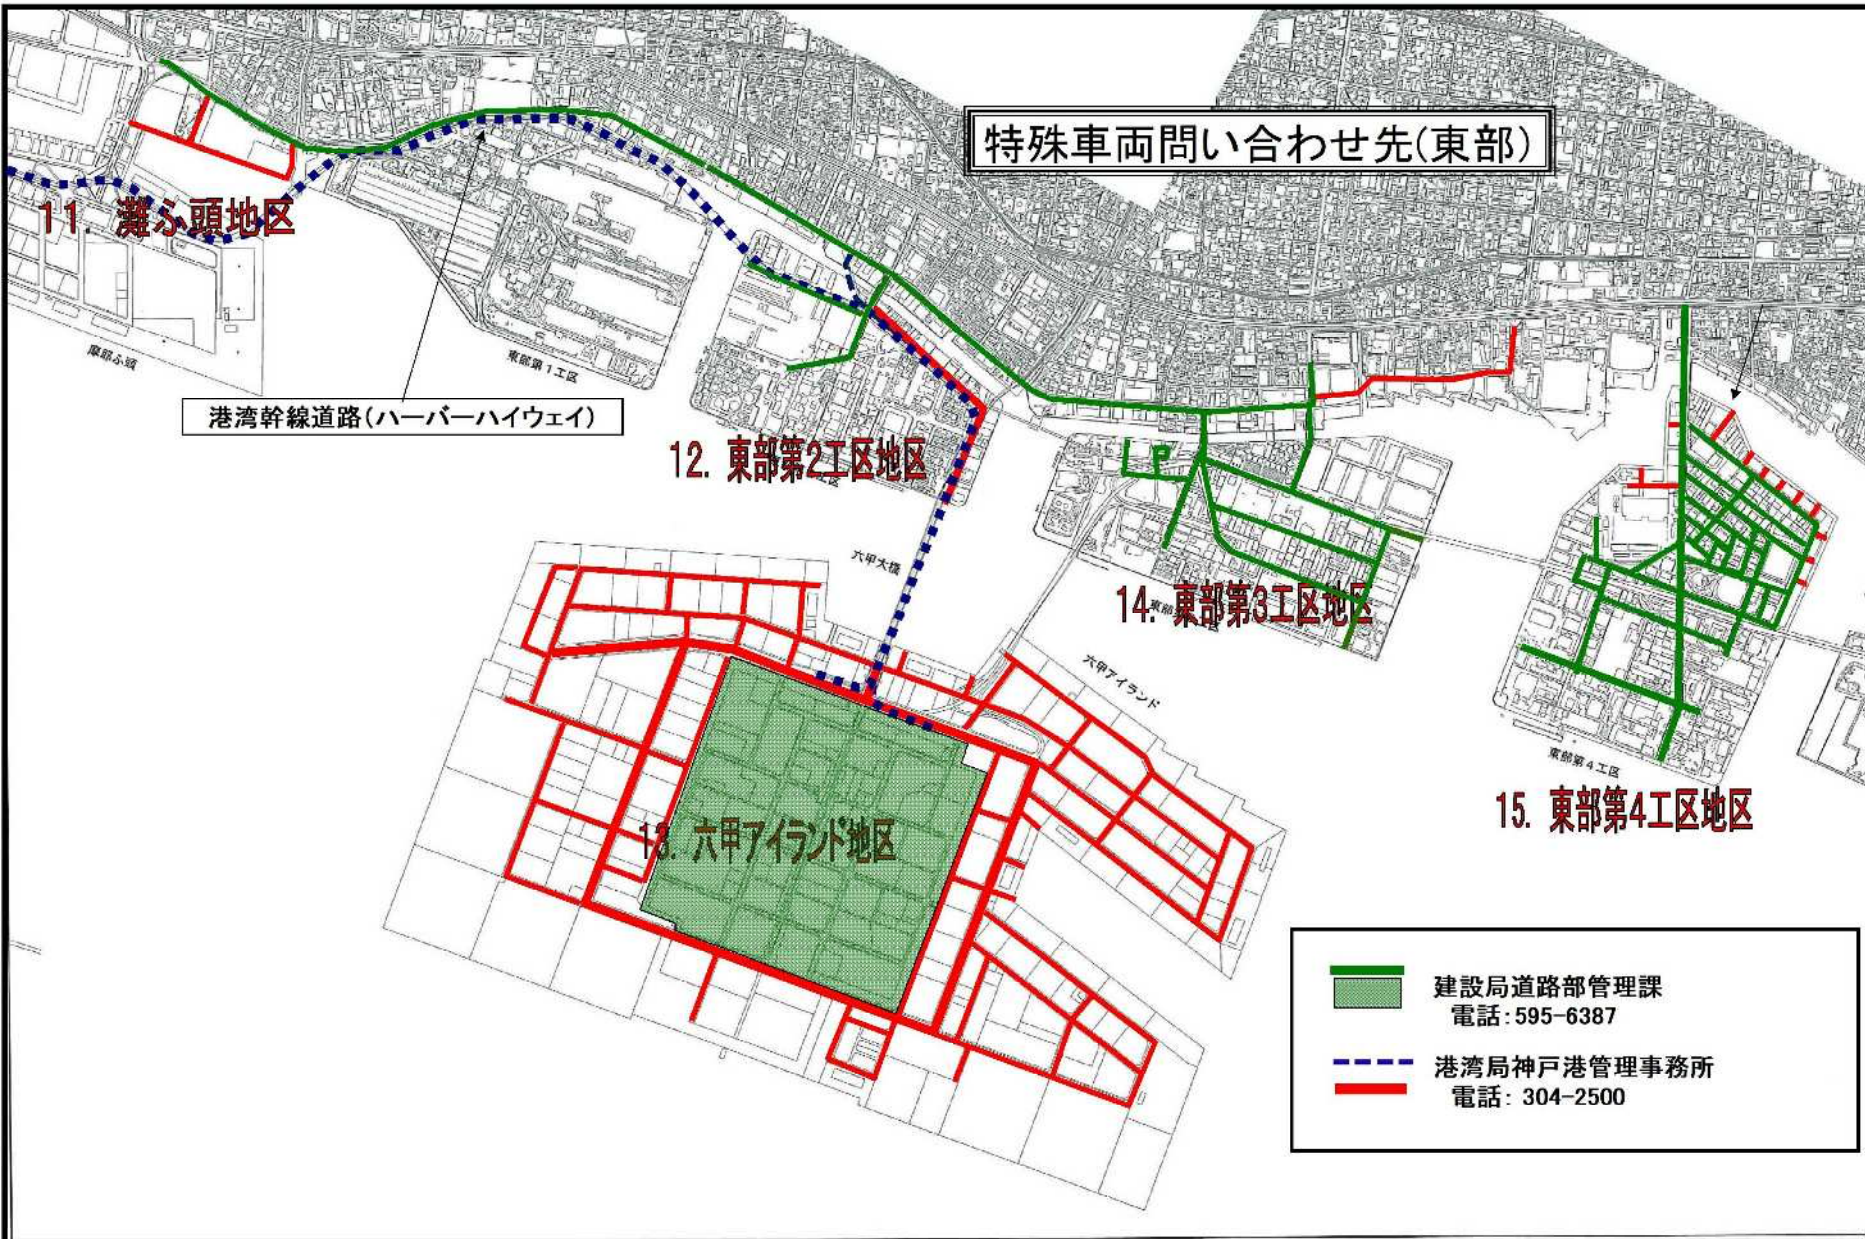 特殊車両問い合わせ先(東部)
11. 灘ふ頭地区
摩耶ふ頭
東部第1工区
港湾幹線道路(ハーバーハイウェイ)
12. 東部第2工区地区
六甲大橋
14. 東部第3工区地区
六甲アイランド
東部第4工区
15. 東部第4工区地区
13. 六甲アイランド地区
建設局道路部管理課
電話:595-6387
港湾局神戸港管理事務所
電話: 304-2500